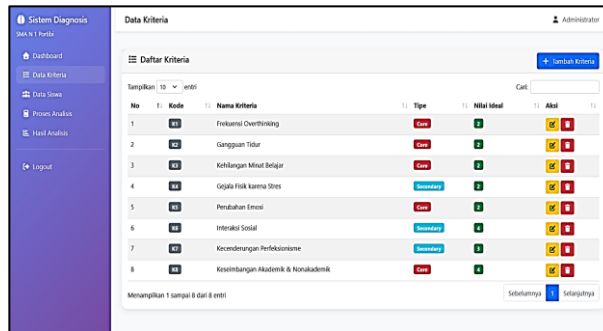 Sistem Diagnosis
SMA N 1 Portibi
Dashboard
Data Kriteria
Data Siswa
Proses Analisis
Hasil Analisis
Logout
Data Kriteria
Administrator
Daftar Kriteria
+ Tambah Kriteria
Tampilkan 10 entri
Cari:
No Kode Nama Kriteria Tipe Nilai Ideal Aksi
1 K1 Frekuensi Overthinking Core 2
2 K2 Gangguan Tidur Core 2
3 K3 Kehilangan Minat Belajar Core 2
4 K4 Gejala Fisik karena Stres Secondary 2
5 K5 Perubahan Emosi Core 2
6 K6 Interaksi Sosial Secondary 4
7 K7 Kecenderungan Perfeksionisme Secondary 3
8 K8 Keseimbangan Akademik & Nonakademik Core 4
Menampilkan 1 sampai 8 dari 8 entri
Sebelumnya 1 Selanjutnya